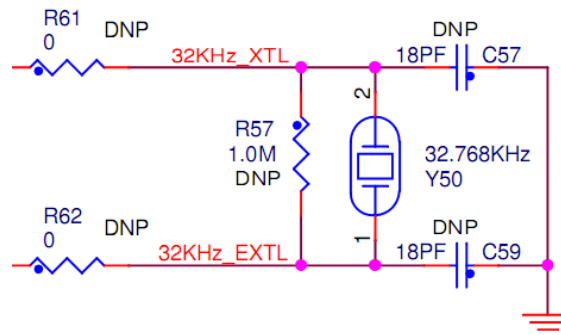 R61
0
DNP
32KHz_XTL
DNP
18PF
C57
2
R57
1.0M
DNP
32.768KHz
Y50
R62
0
DNP
32KHz_EXTL
1
DNP
18PF
C59